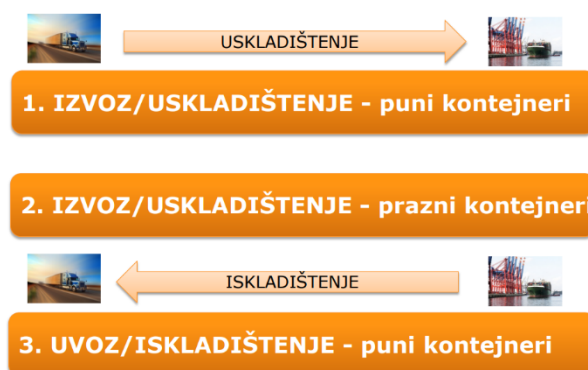 USKLADIŠTENJE
1. IZVOZ/USKLADIŠTENJE - puni kontejneri
2. IZVOZ/USKLADIŠTENJE - prazni kontejneri
ISKLADIŠTENJE
3. UVOZ/ISKLADIŠTENJE - puni kontejneri